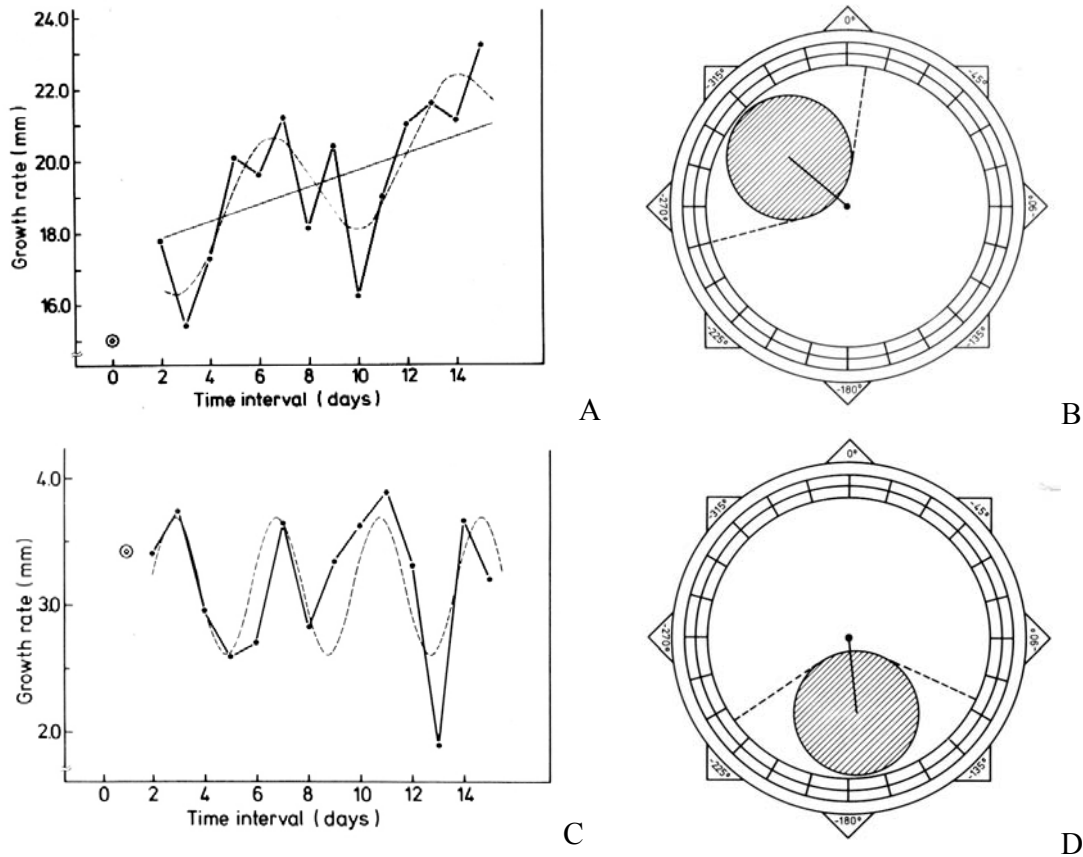 24.0
22.0
20.0
18.0
16.0
Growth rate (mm)
0 2 4 6 8 10 12 14
Time interval (days)
A
0°
-45°
-90°
-135°
-180°
-225°
-270°
-315°
B
4.0
3.0
2.0
Growth rate (mm)
0 2 4 6 8 10 12 14
Time interval (days)
C
0°
-45°
-90°
-135°
-180°
-225°
-270°
-315°
D